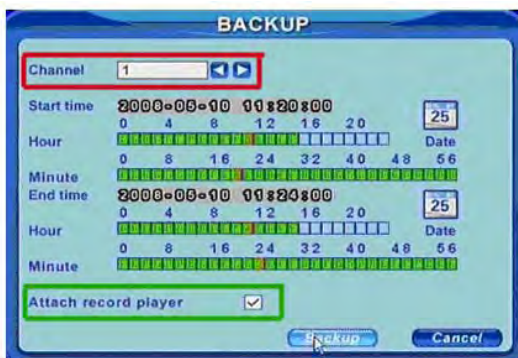 BACKUP
Channel 1
Start time 2008-05-10 11:20:00
25
0 4 8 12 16 20
Hour Date
0 8 16 24 32 40 48 56
Minute
End time 2008-05-10 11:24:00
25
0 4 8 12 16 20
Hour Date
0 8 16 24 32 40 48 56
Minute
Attach record player
Backup Cancel